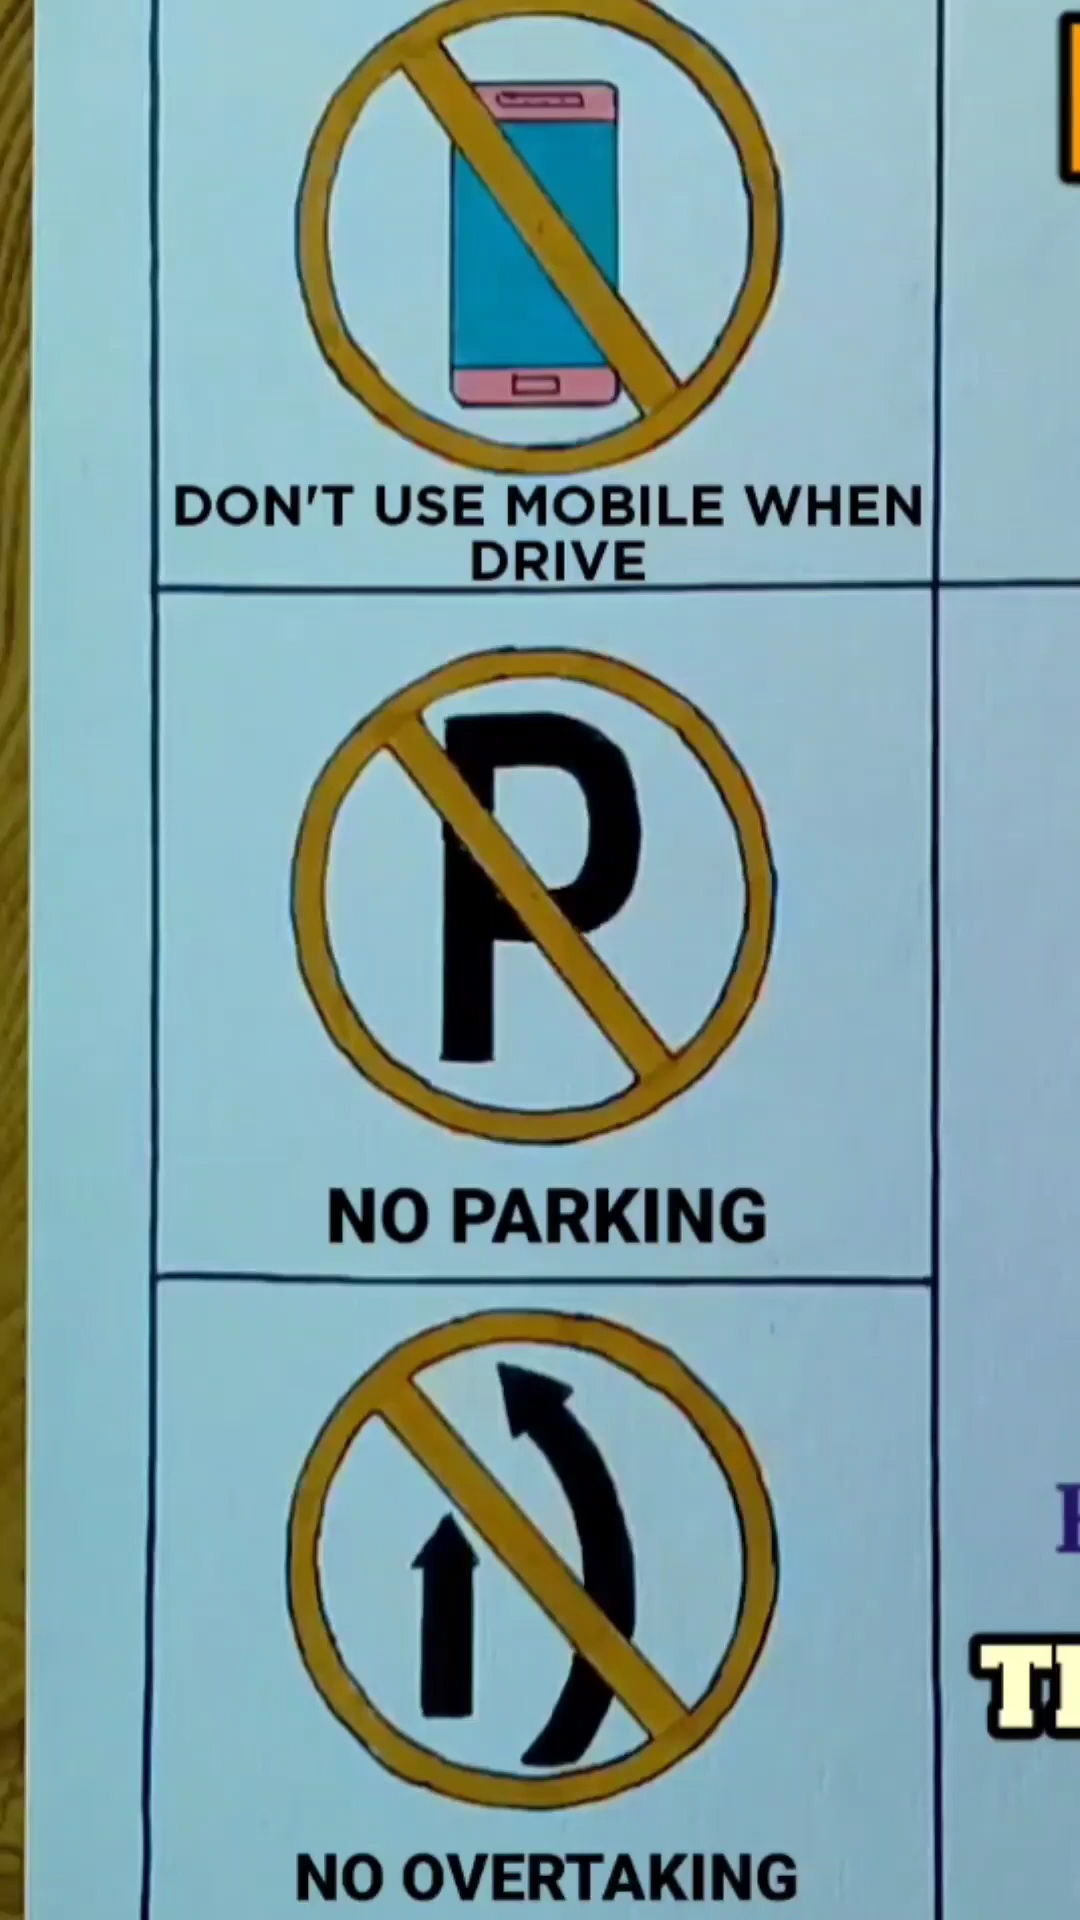 DON'T USE MOBILE WHEN
DRIVE
P
NO PARKING
NO OVERTAKING